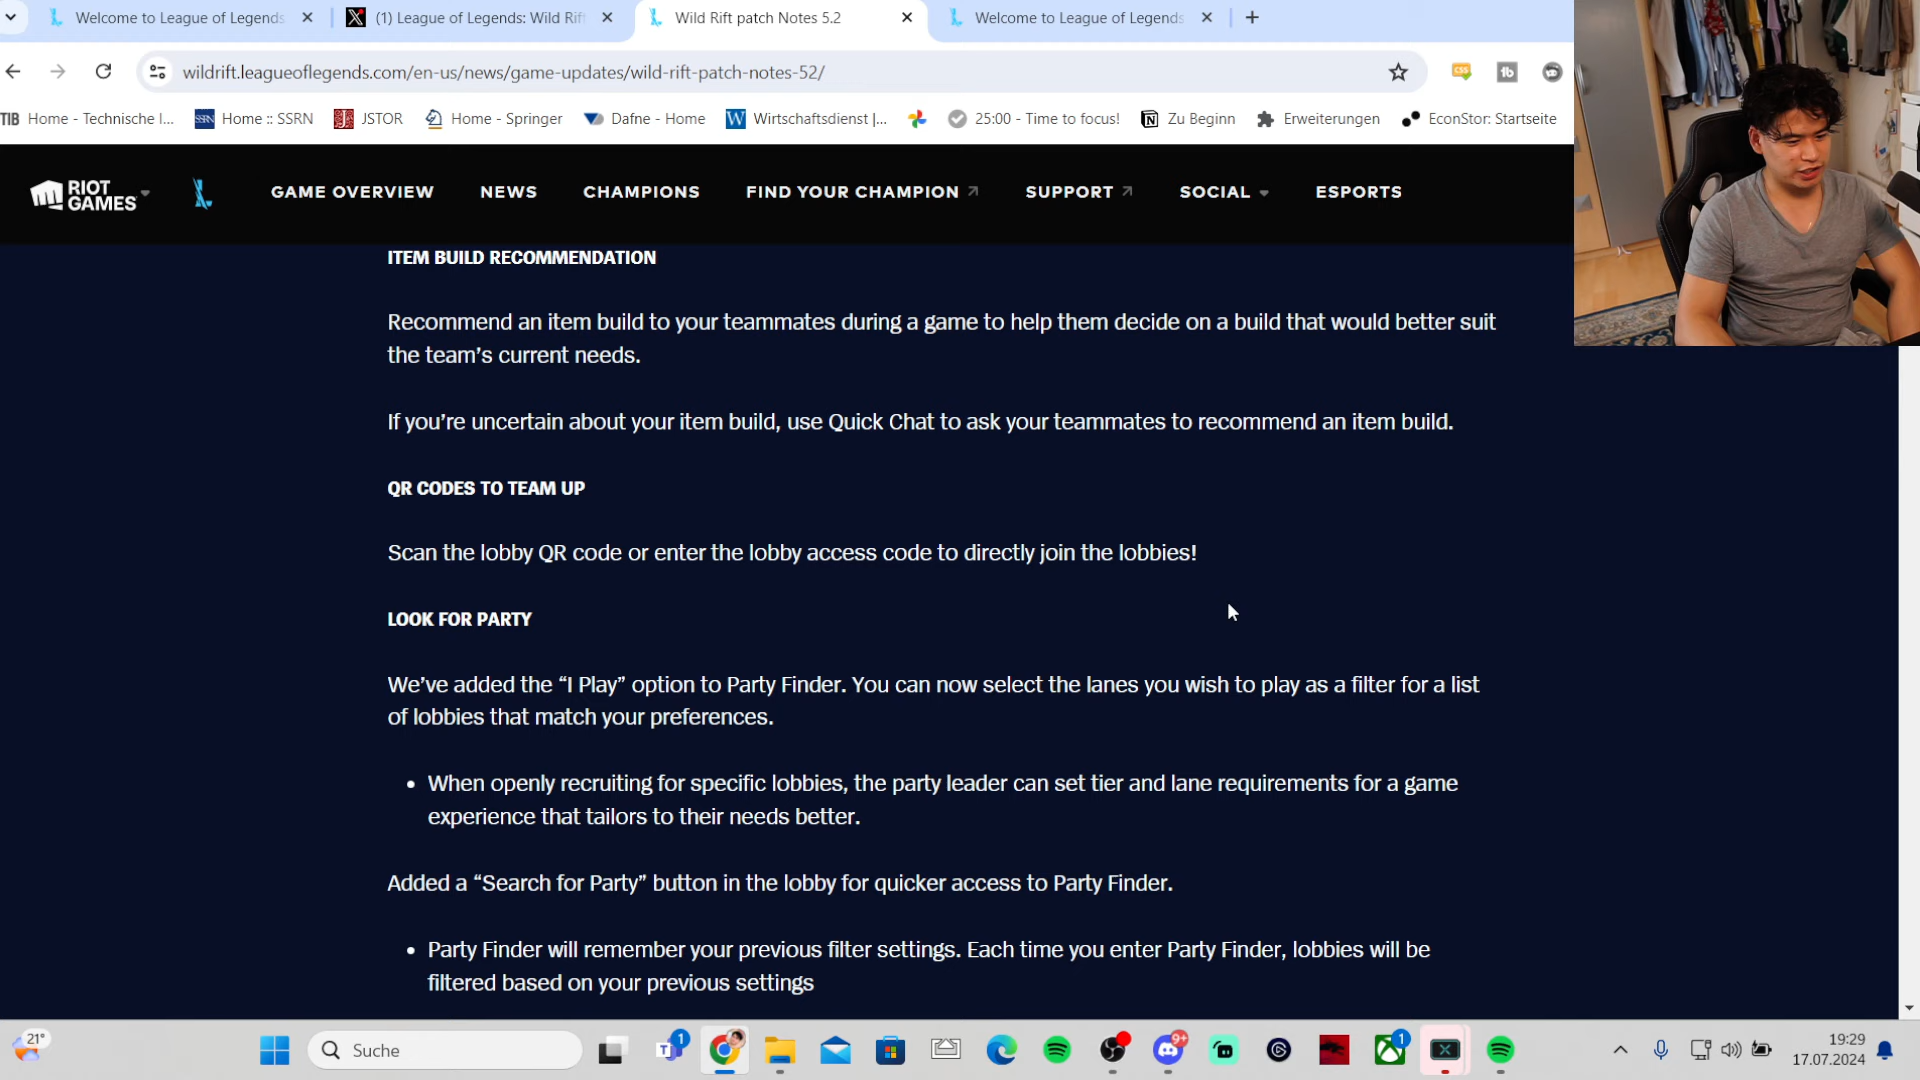 Welcome to League of Legends
(1) League of Legends: Wild Rif
Wild Rift patch Notes 5.2
Welcome to League of Legends
wildrift.leagueoflegends.com/en-us/news/game-updates/wild-rift-patch-notes-52/
TIB Home - Technische I...
SSRN Home :: SSRN
JSTOR
Home - Springer
Dafne - Home
W Wirtschaftsdienst |...
25:00 - Time to focus!
Zu Beginn
Erweiterungen
EconStor: Startseite
RIOT GAMES
GAME OVERVIEW
NEWS
CHAMPIONS
FIND YOUR CHAMPION
SUPPORT
SOCIAL
ESPORTS
ITEM BUILD RECOMMENDATION
Recommend an item build to your teammates during a game to help them decide on a build that would better suit
the team’s current needs.
If you’re uncertain about your item build, use Quick Chat to ask your teammates to recommend an item build.
QR CODES TO TEAM UP
Scan the lobby QR code or enter the lobby access code to directly join the lobbies!
LOOK FOR PARTY
We’ve added the “I Play” option to Party Finder. You can now select the lanes you wish to play as a filter for a list
of lobbies that match your preferences.
• When openly recruiting for specific lobbies, the party leader can set tier and lane requirements for a game
experience that tailors to their needs better.
Added a “Search for Party” button in the lobby for quicker access to Party Finder.
• Party Finder will remember your previous filter settings. Each time you enter Party Finder, lobbies will be
filtered based on your previous settings
21°
Suche
1
9+
1
19:29
17.07.2024